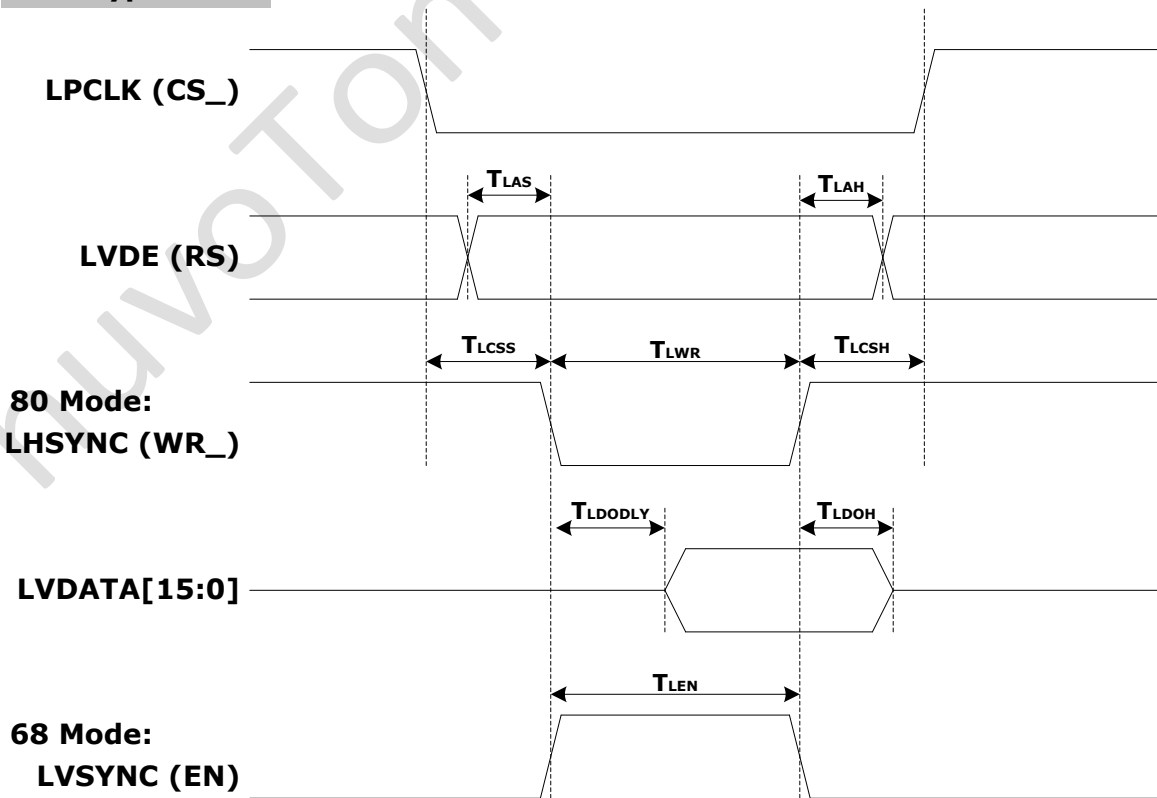 LPCLK (CS_)
TLAS
TLAH
LVDE (RS)
TLCSS
TLWR
TLCSH
80 Mode:
LHSYNC (WR_)
TLDODLY
TLDOH
LVDATA[15:0]
TLEN
68 Mode:
LVSYNC (EN)
nuvoTon